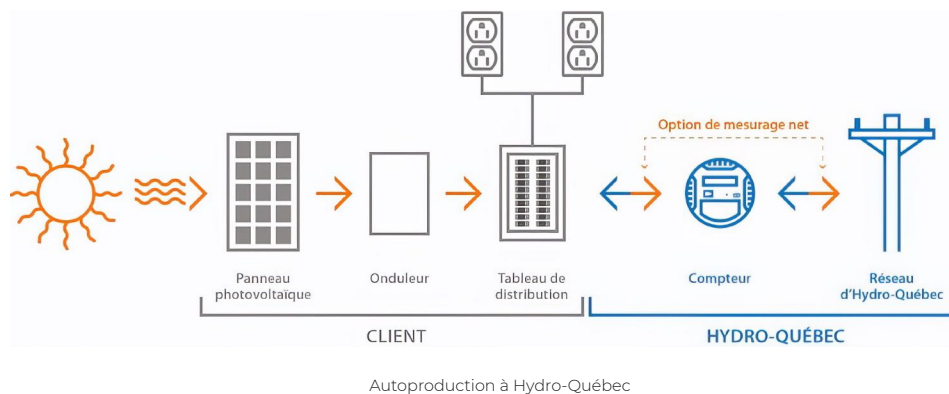 Option de mesurage net
Panneau
photovoltaïque
Onduleur
Tableau de
distribution
Compteur
Réseau
d'Hydro-Québec
CLIENT
HYDRO-QUÉBEC
Autoproduction à Hydro-Québec